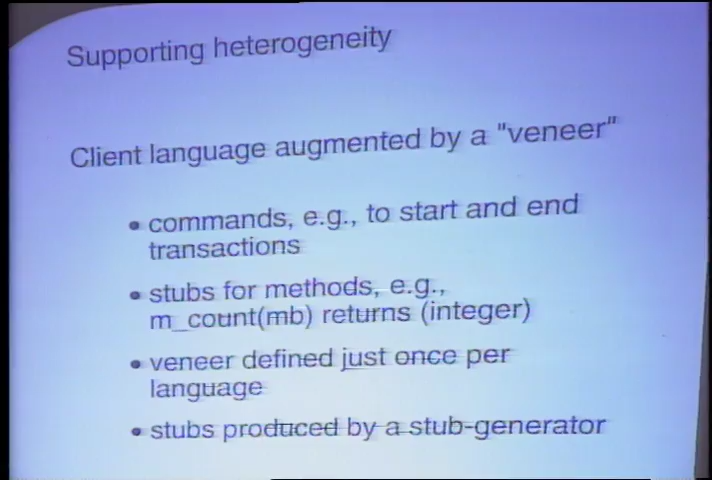 Supporting heterogeneity
Client language augmented by a "veneer"
• commands, e.g., to start and end
transactions
• stubs for methods, e.g.,
m_count(mb) returns (integer)
• veneer defined just once per
language
• stubs produced by a stub-generator